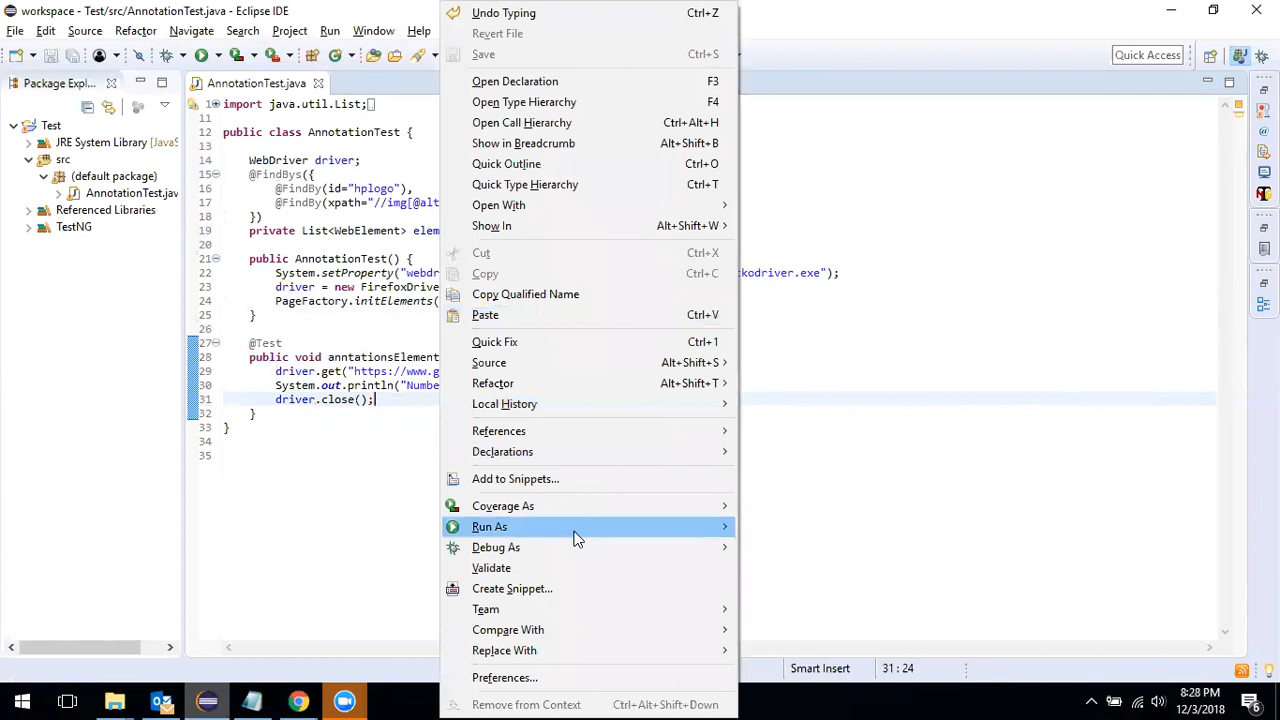 workspace - Test/src/AnnotationTest.java - Eclipse IDE
File Edit Source Refactor Navigate Search Project Run Window Help
Quick Access
Package Expl...
AnnotationTest.java
Test
JRE System Library [JavaS
src
(default package)
AnnotationTest.jav
Referenced Libraries
TestNG
1 import java.util.List;
11
12 public class AnnotationTest {
13
14 WebDriver driver;
15 @FindBys({
16 @FindBy(id="hplogo"),
17 @FindBy(xpath="//img[@alt
18 })
19 private List<WebElement> elem
20
21 public AnnotationTest() {
22 System.setProperty("webdr ckodriver.exe");
23 driver = new FirefoxDrive
24 PageFactory.initElements(
25 }
26
27 @Test
28 public void anntationsElement
29 driver.get("https://www.g
30 System.out.println("Numbe
31 driver.close();
32 }
33 }
34
35
Undo Typing Ctrl+Z
Revert File
Save Ctrl+S
Open Declaration F3
Open Type Hierarchy F4
Open Call Hierarchy Ctrl+Alt+H
Show in Breadcrumb Alt+Shift+B
Quick Outline Ctrl+O
Quick Type Hierarchy Ctrl+T
Open With
Show In Alt+Shift+W
Cut Ctrl+X
Copy Ctrl+C
Copy Qualified Name
Paste Ctrl+V
Quick Fix Ctrl+1
Source Alt+Shift+S
Refactor Alt+Shift+T
Local History
References
Declarations
Add to Snippets...
Coverage As
Run As
Debug As
Validate
Create Snippet...
Team
Compare With
Replace With
Preferences...
Remove from Context Ctrl+Alt+Shift+Down
Smart Insert
31 : 24
8:28 PM
12/3/2018
6